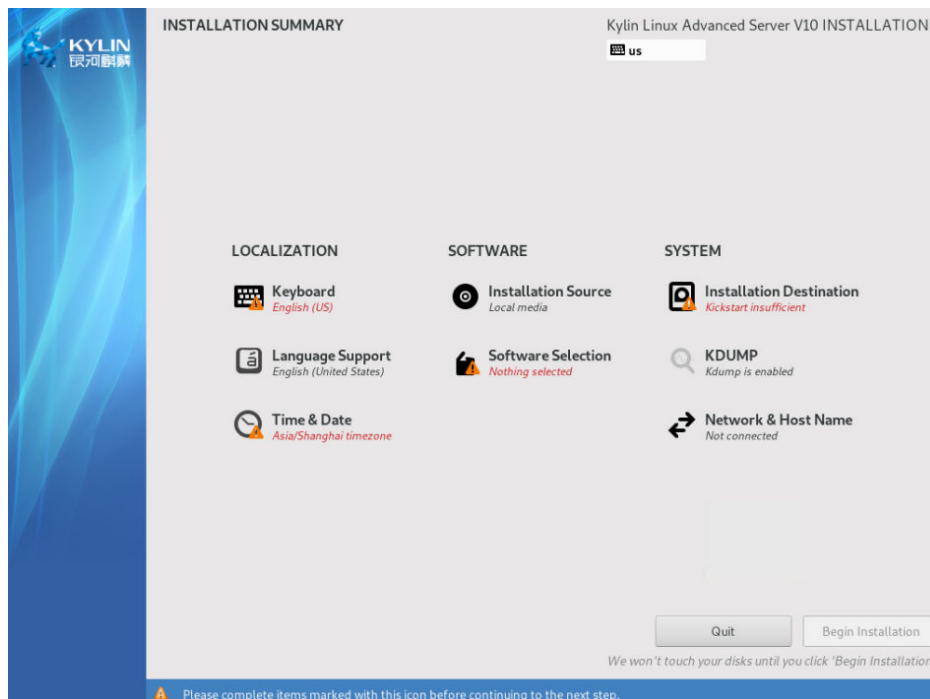 KYLIN
银河麒麟
INSTALLATION SUMMARY
Kylin Linux Advanced Server V10 INSTALLATION
us
LOCALIZATION
SOFTWARE
SYSTEM
Keyboard
English (US)
Installation Source
Local media
Installation Destination
Kickstart insufficient
Language Support
English (United States)
Software Selection
Nothing selected
KDUMP
Kdump is enabled
Time & Date
Asia/Shanghai timezone
Network & Host Name
Not connected
Quit
Begin Installation
We won't touch your disks until you click 'Begin Installation
Please complete items marked with this icon before continuing to the next step.